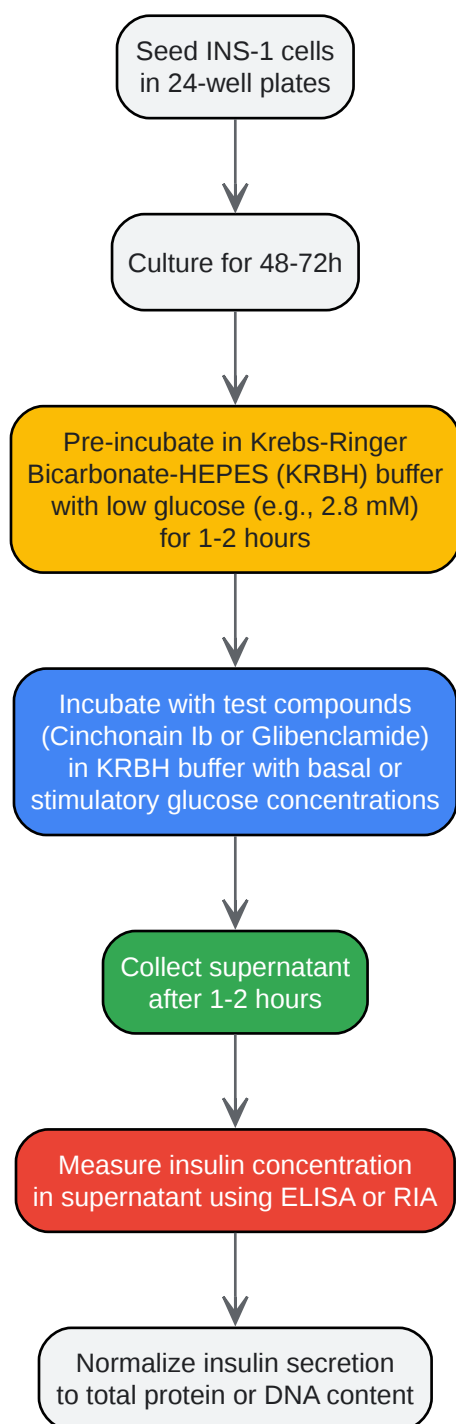 Seed INS-1 cells
in 24-well plates
Culture for 48-72h
Pre-incubate in Krebs-Ringer
Bicarbonate-HEPES (KRBH) buffer
with low glucose (e.g., 2.8 mM)
for 1-2 hours
Incubate with test compounds
(Cinchonain Ib or Glibenclamide)
in KRBH buffer with basal or
stimulatory glucose concentrations
Collect supernatant
after 1-2 hours
Measure insulin concentration
in supernatant using ELISA or RIA
Normalize insulin secretion
to total protein or DNA content